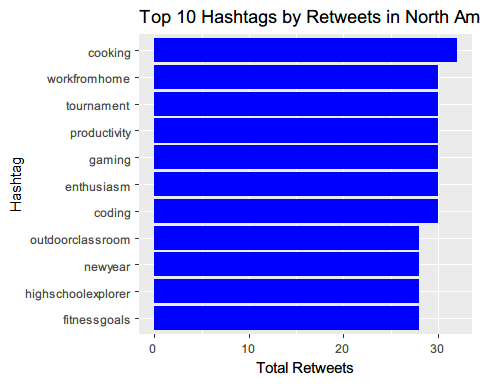 Top 10 Hashtags by Retweets in North Am
cooking
workfromhome
tournament
productivity
gaming
enthusiasm
coding
outdoorclassroom
newyear
highschoolexplorer
fitnessgoals
Hashtag
0 10 20 30
Total Retweets